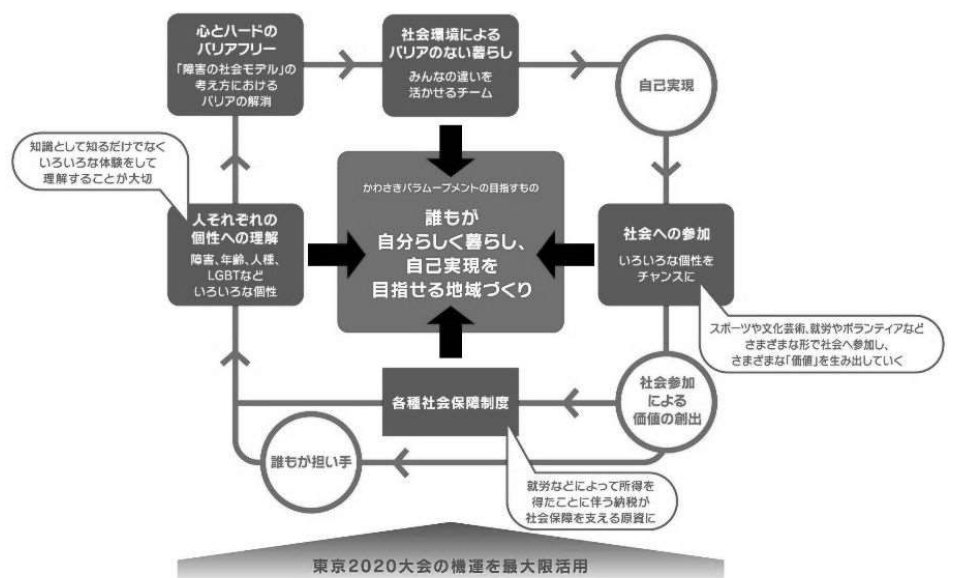 心とハードの
バリアフリー
「障害の社会モデル」の
考え方における
バリアの解消
社会環境による
バリアのない暮らし
みんなの違いを
活かせるチーム
自己実現
知識として知るだけでなく
いろいろな体験をして
理解することが大切
かわさきパラムーブメントの目指すもの
誰もが
自分らしく暮らし、
自己実現を
目指せる地域づくり
人それぞれの
個性への理解
障害、年齢、人種、
LGBTなど
いろいろな個性
社会への参加
いろいろな個性を
チャンスに
スポーツや文化芸術、就労やボランティアなど
さまざまな形で社会へ参加し、
さまざまな「価値」を生み出していく
各種社会保障制度
社会参加
による
価値の創出
誰もが担い手
就労などによって所得を
得たことに伴う納税が
社会保障を支える原資に
東京2020大会の機運を最大限活用